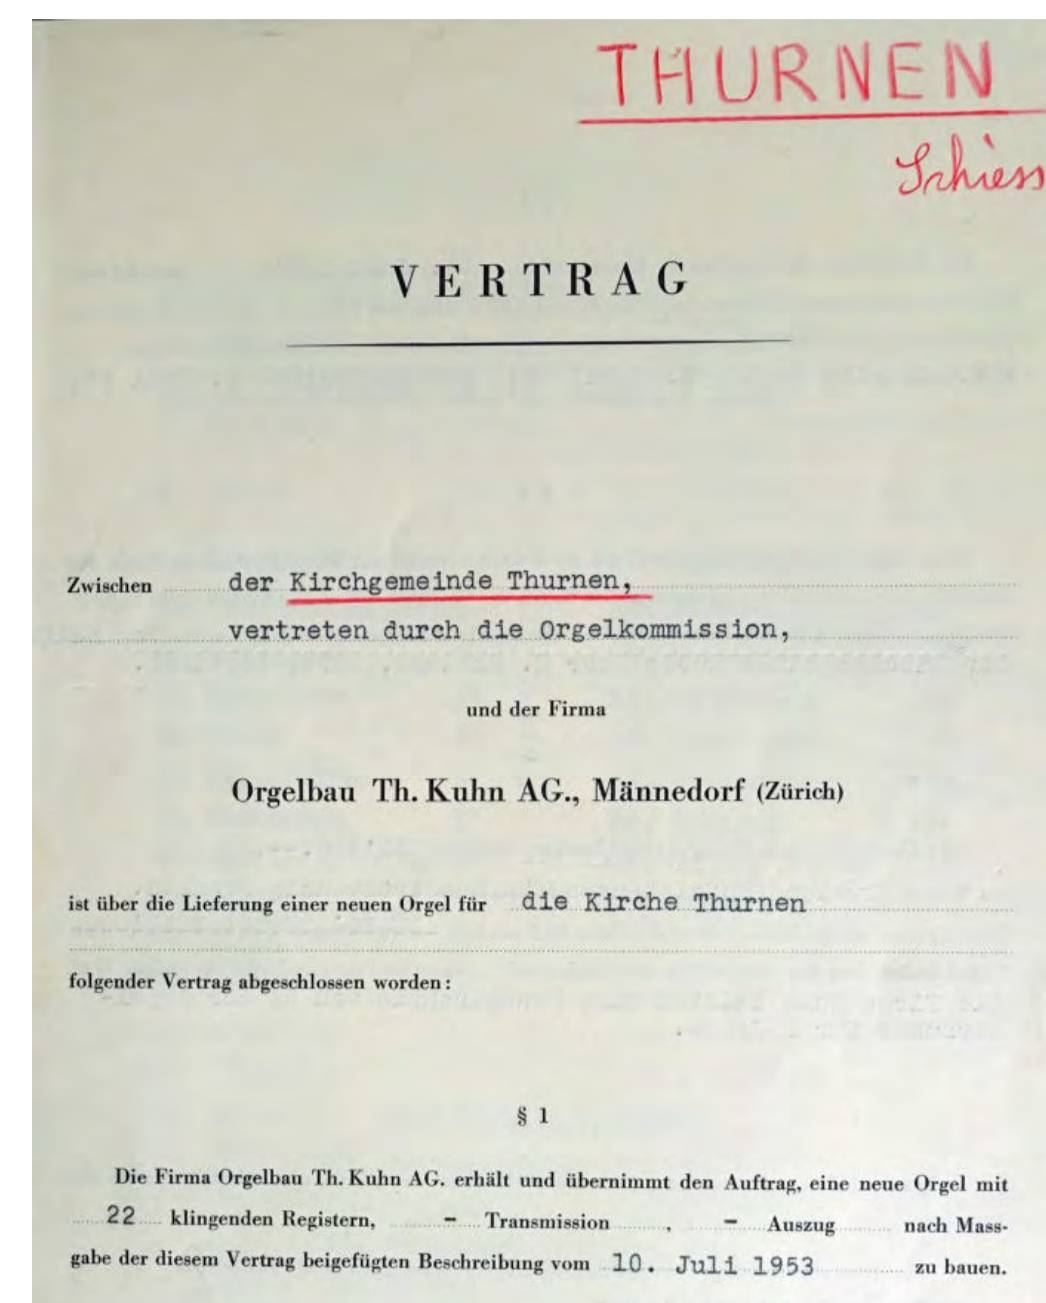 THURNEN
Schiess
VERTRAG
Zwischen der Kirchgemeinde Thurnen,
vertreten durch die Orgelkommission,
und der Firma
Orgelbau Th. Kuhn AG., Männedorf (Zürich)
ist über die Lieferung einer neuen Orgel für die Kirche Thurnen
folgender Vertrag abgeschlossen worden:
§ 1
Die Firma Orgelbau Th. Kuhn AG. erhält und übernimmt den Auftrag, eine neue Orgel mit
22 klingenden Registern, - Transmission , - Auszug nach Mass-
gabe der diesem Vertrag beigefügten Beschreibung vom 10. Juli 1953 zu bauen.